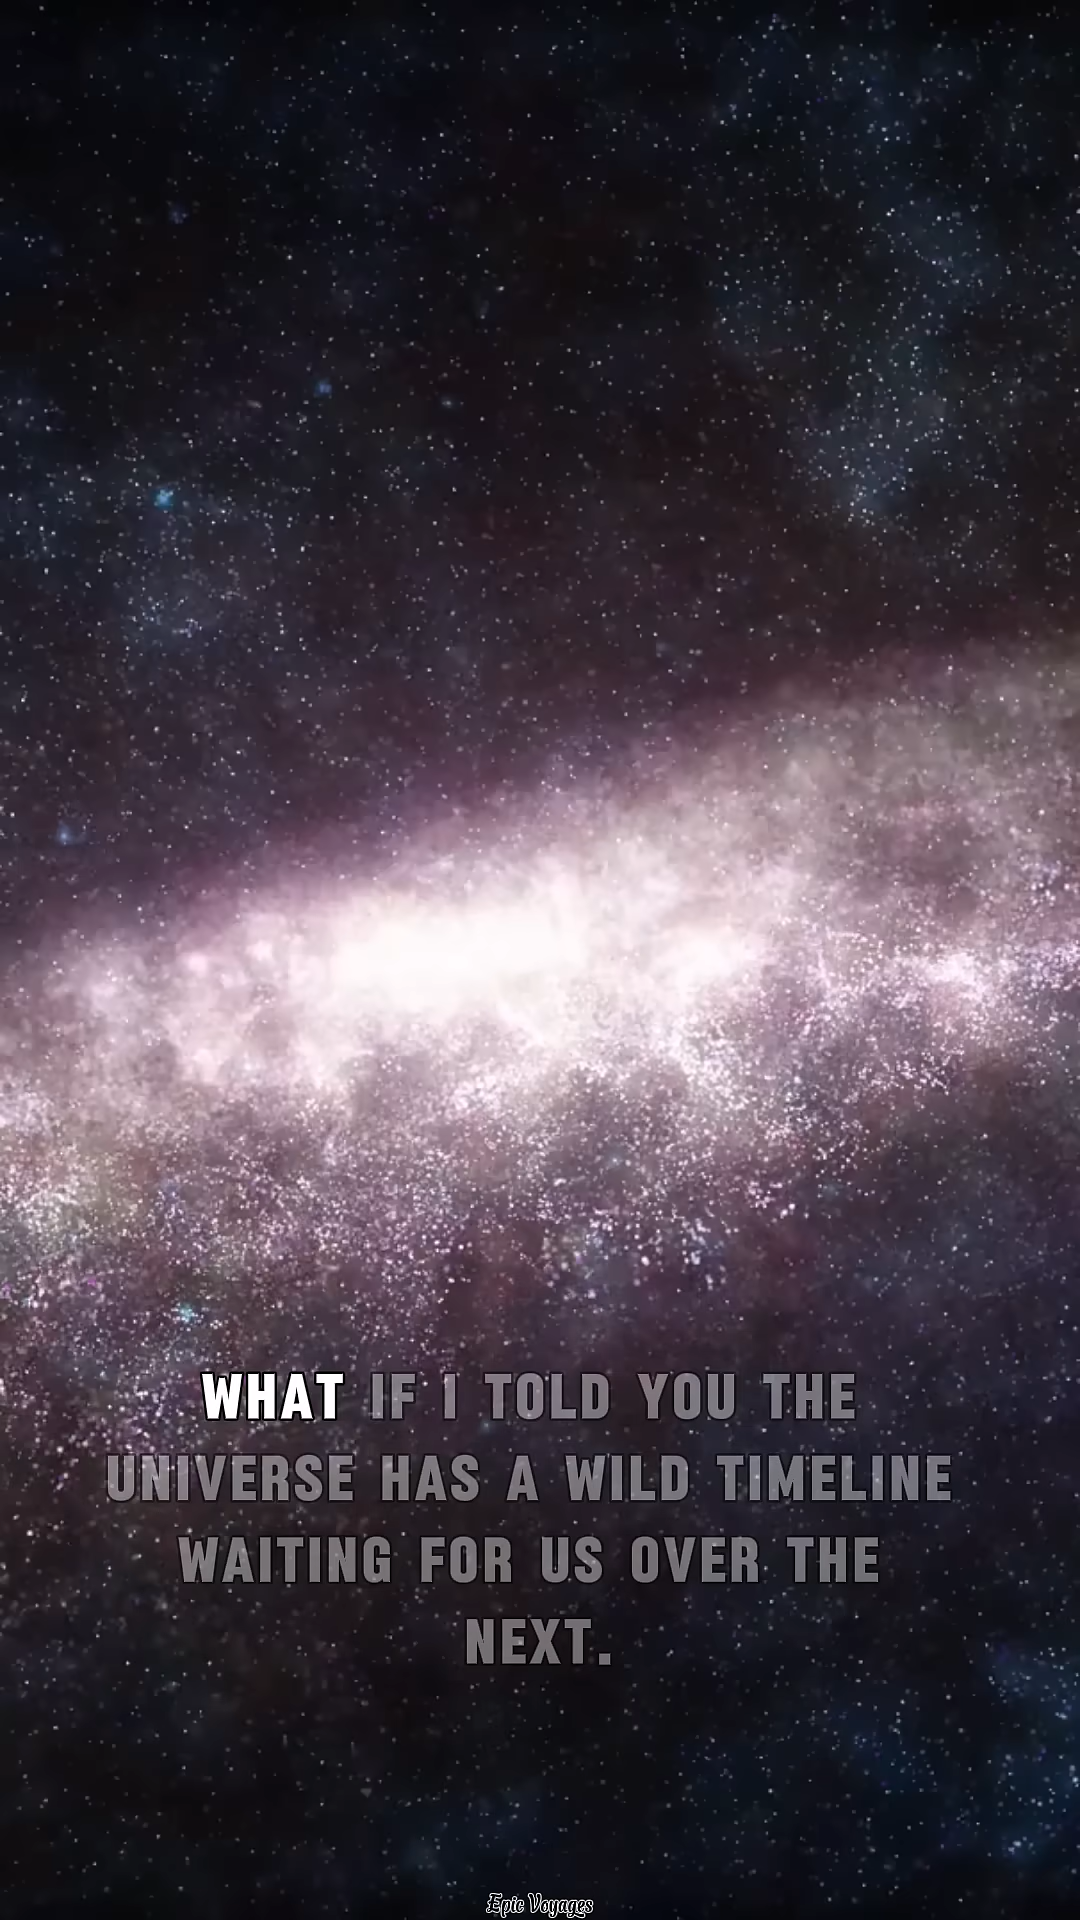 WHAT IF I TOLD YOU THE
UNIVERSE HAS A WILD TIMELINE
WAITING FOR US OVER THE
NEXT.
Epic Voyages